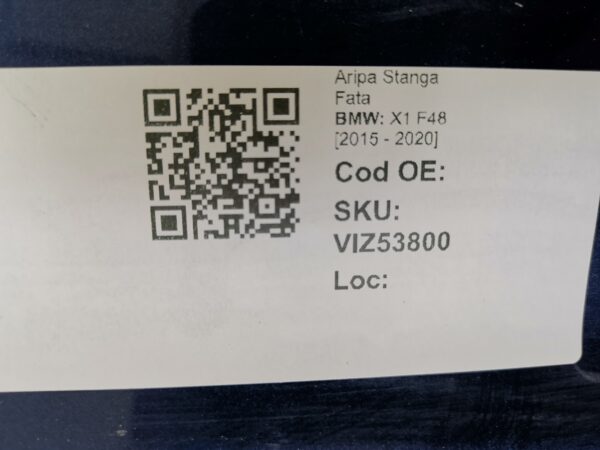 Aripa Stanga
Fata
BMW: X1 F48
[2015 - 2020]
Cod OE:
SKU:
VIZ53800
Loc: